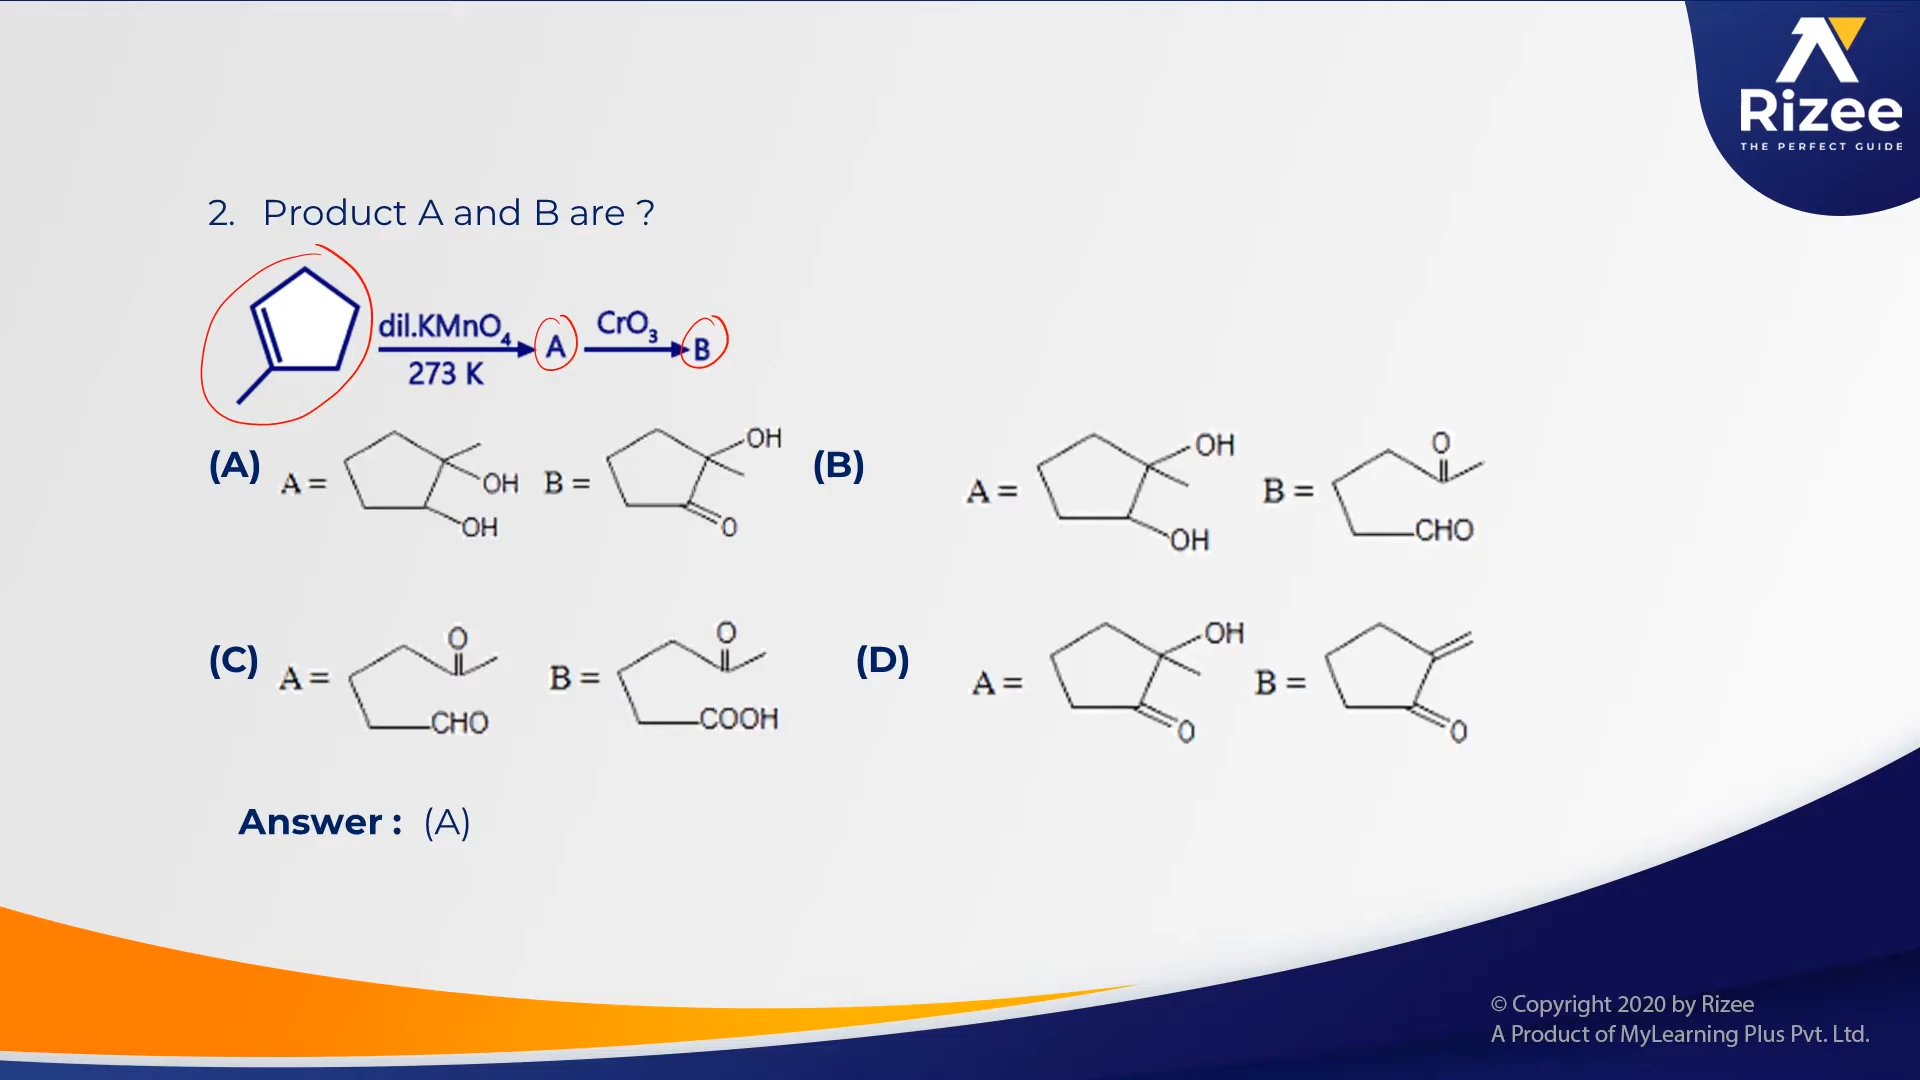 Rizee
THE PERFECT GUIDE
2. Product A and B are ?
dil.KMnO₄
273 K
A
CrO₃
B
(A) A = OH OH B = OH O
(B) A = OH OH B = O CHO
(C) A = O CHO B = O COOH
(D) A = OH O B = O
Answer : (A)
© Copyright 2020 by Rizee
A Product of MyLearning Plus Pvt. Ltd.